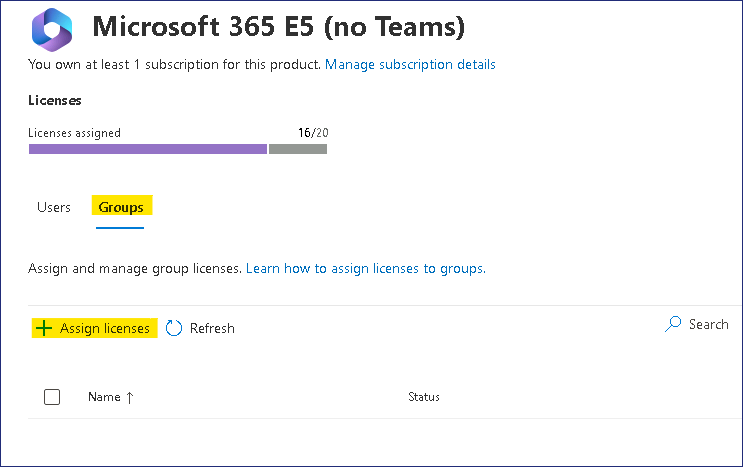 Microsoft 365 E5 (no Teams)
You own at least 1 subscription for this product. Manage subscription details
Licenses
Licenses assigned 16/20
Users Groups
Assign and manage group licenses. Learn how to assign licenses to groups.
+ Assign licenses Refresh Search
Name ↑ Status